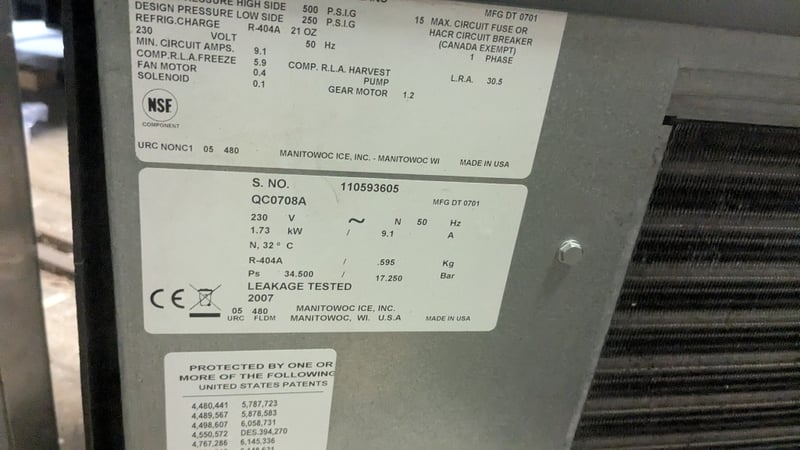 PRESSURE HIGH SIDE 500 P.S.I.G MFG DT 0701
DESIGN PRESSURE LOW SIDE 250 P.S.I.G 15 MAX. CIRCUIT FUSE OR
REFRIG.CHARGE R-404A 21 OZ HACR CIRCUIT BREAKER
230 VOLT 50 Hz (CANADA EXEMPT)
MIN. CIRCUIT AMPS. 9.1 1 PHASE
COMP.R.L.A.FREEZE 5.9 COMP. R.L.A. HARVEST L.R.A. 30.5
FAN MOTOR 0.4 PUMP
SOLENOID 0.1 GEAR MOTOR 1.2
NSF
COMPONENT
URC NONC1 05 480 MANITOWOC ICE, INC. - MANITOWOC WI MADE IN USA
S. NO. 110593605
QC0708A MFG DT 0701
230 V ~ N 50 Hz
1.73 kW / 9.1 A
N, 32 ° C
R-404A / .595 Kg
Ps 34.500 / 17.250 Bar
LEAKAGE TESTED
2007
CE
MANITOWOC ICE, INC.
05 480
URC FLDM MANITOWOC, WI. U.S.A MADE IN USA
PROTECTED BY ONE OR
MORE OF THE FOLLOWING
UNITED STATES PATENTS
4,480,441 5,787,723
4,489,567 5,878,583
4,498,607 6,058,731
4,550,572 DES.394,270
4,767,286 6,145,336